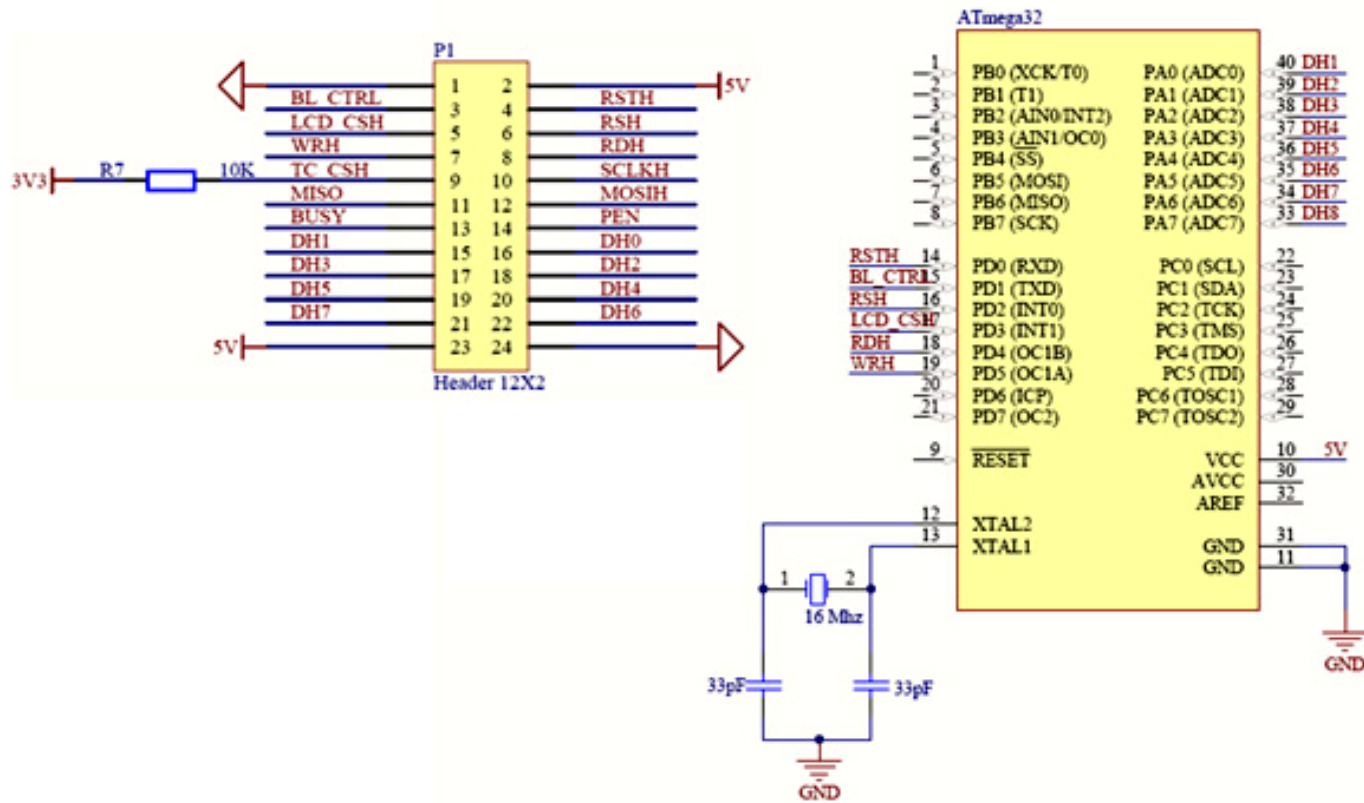 P1
1 2 5V
BL_CTRL 3 4 RSTH
LCD_CSH 5 6 RSH
WRH 7 8 RDH
3V3 R7 10K TC_CSH 9 10 SCLKH
MISO 11 12 MOSIH
BUSY 13 14 PEN
DH1 15 16 DH0
DH3 17 18 DH2
DH5 19 20 DH4
DH7 21 22 DH6
5V 23 24
Header 12X2
ATmega32
1 PB0 (XCK/T0) PA0 (ADC0) 40 DH1
2 PB1 (T1) PA1 (ADC1) 39 DH2
3 PB2 (AIN0/INT2) PA2 (ADC2) 38 DH3
4 PB3 (AIN1/OC0) PA3 (ADC3) 37 DH4
5 PB4 (SS) PA4 (ADC4) 36 DH5
6 PB5 (MOSI) PA5 (ADC5) 35 DH6
7 PB6 (MISO) PA6 (ADC6) 34 DH7
8 PB7 (SCK) PA7 (ADC7) 33 DH8
RSTH 14 PD0 (RXD) PC0 (SCL) 22
BL_CTRL 15 PD1 (TXD) PC1 (SDA) 23
RSH 16 PD2 (INT0) PC2 (TCK) 24
LCD_CSH 17 PD3 (INT1) PC3 (TMS) 25
RDH 18 PD4 (OC1B) PC4 (TDO) 26
WRH 19 PD5 (OC1A) PC5 (TDI) 27
20 PD6 (ICP) PC6 (TOSC1) 28
21 PD7 (OC2) PC7 (TOSC2) 29
9 RESET VCC 10 5V
AVCC 30
AREF 32
12 XTAL2
13 XTAL1 GND 31
GND 11
1 2
16 Mhz
GND
33pF 33pF
GND